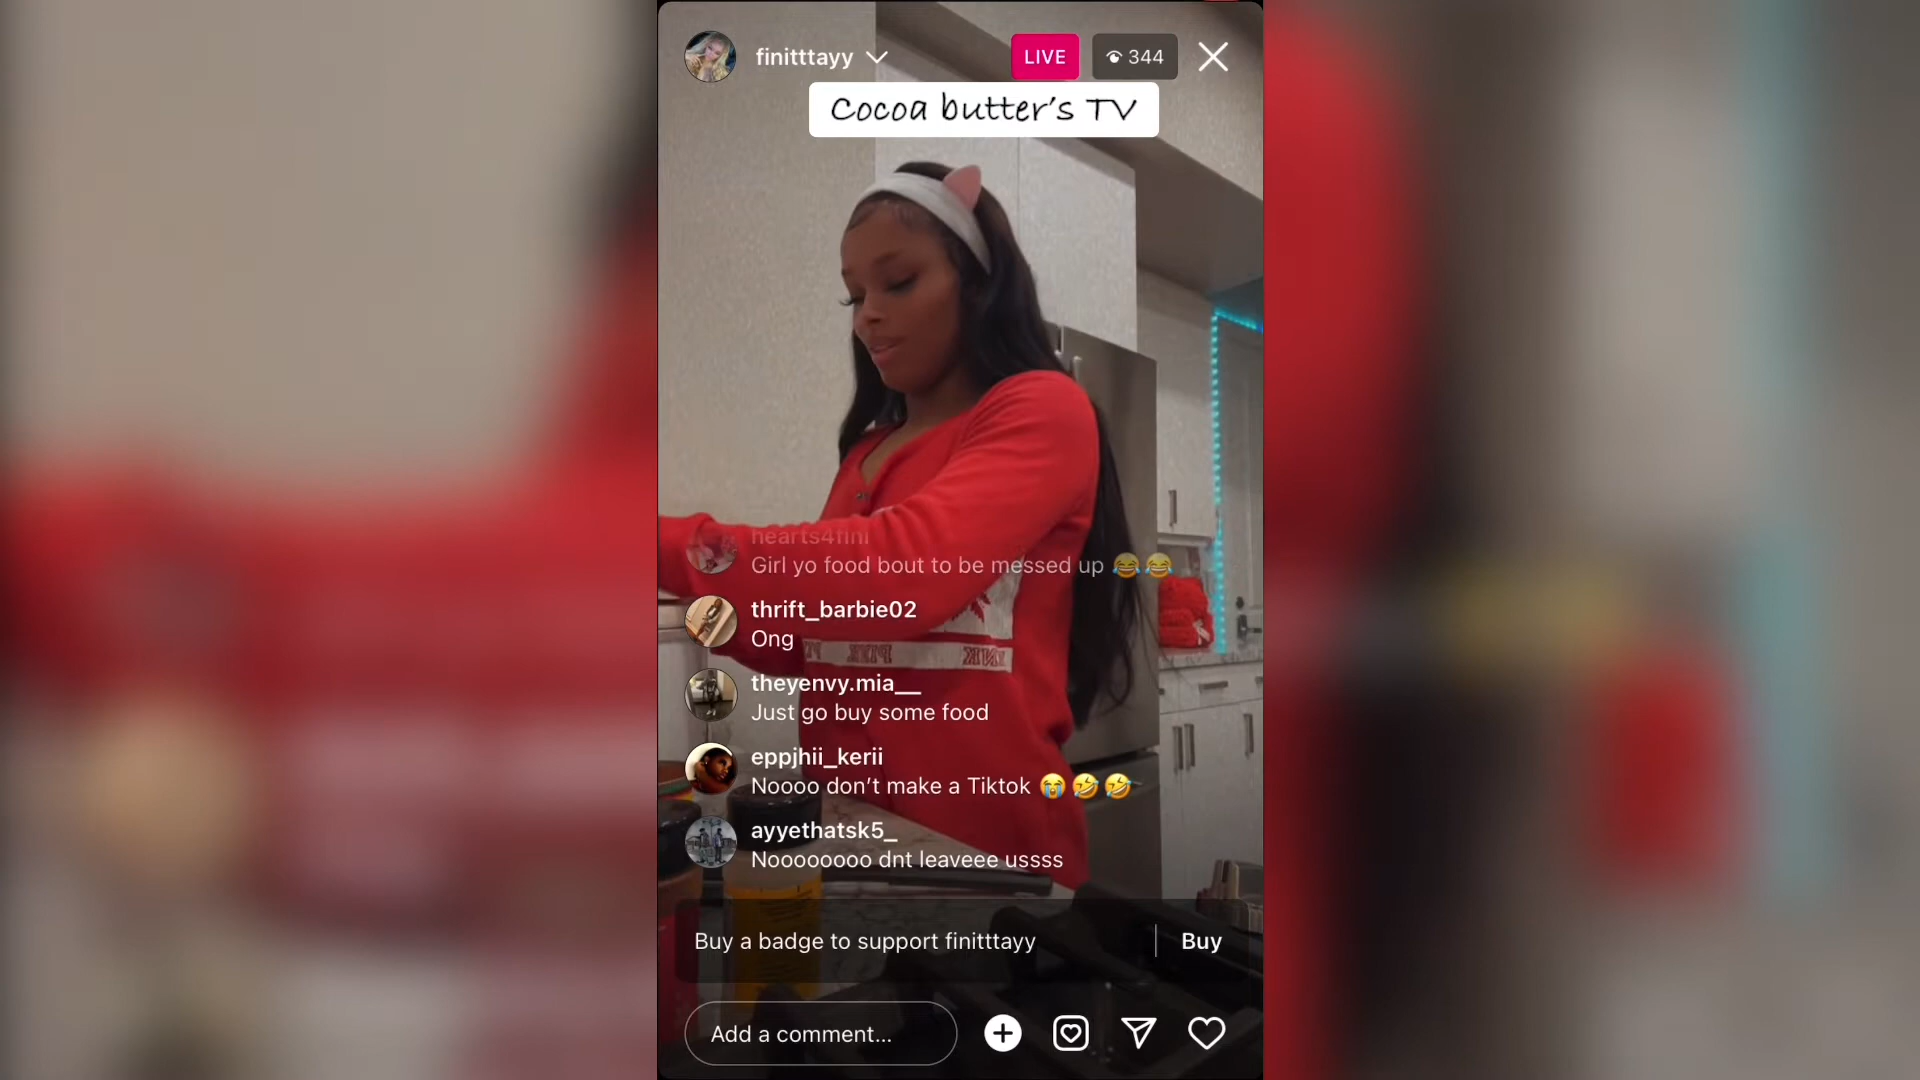 finitttayy
LIVE
344
Cocoa butter's TV
hearts4fini
Girl yo food bout to be messed up 😂😂
thrift_barbie02
Ong
theyenvy.mia__
Just go buy some food
eppjhii_kerii
Noooo don't make a Tiktok 😭🤣🤣
ayyethatsk5_
Noooooooo dnt leaveee ussss
Buy a badge to support finitttayy
Buy
Add a comment...